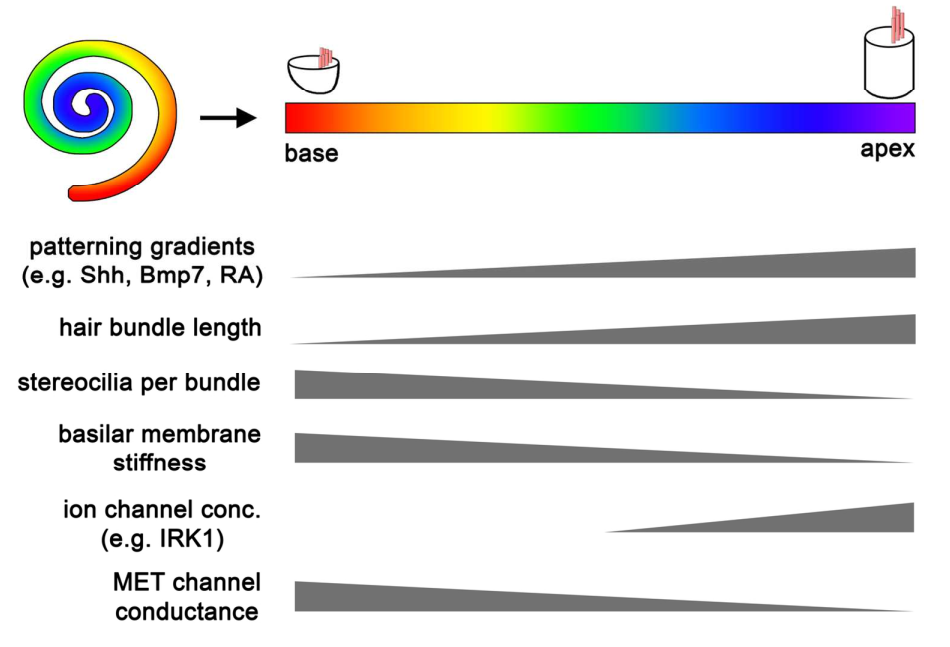 base
apex
patterning gradients
(e.g. Shh, Bmp7, RA)
hair bundle length
stereocilia per bundle
basilar membrane
stiffness
ion channel conc.
(e.g. IRK1)
MET channel
conductance